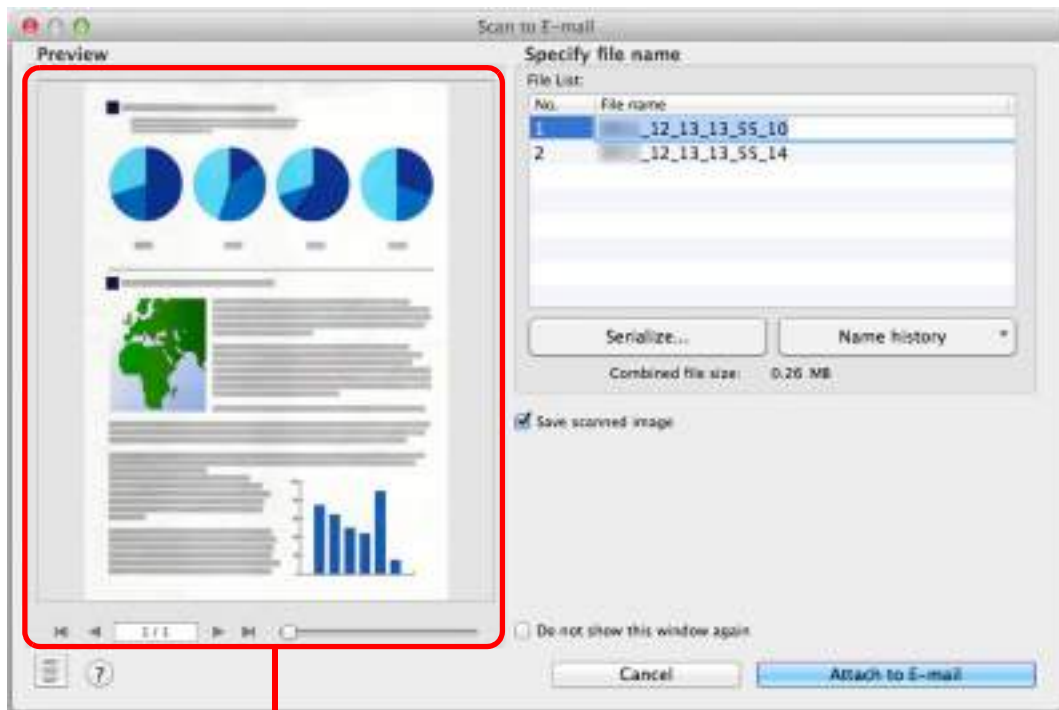 Scan to E-mail
Preview
Specify file name
File List:
No. File name
1 _12_13_13_55_10
2 _12_13_13_55_14
Serialize...
Name history
Combined file size: 0.26 MB
Save scanned image
1 / 1
Do not show this window again
?
Cancel
Attach to E-mail